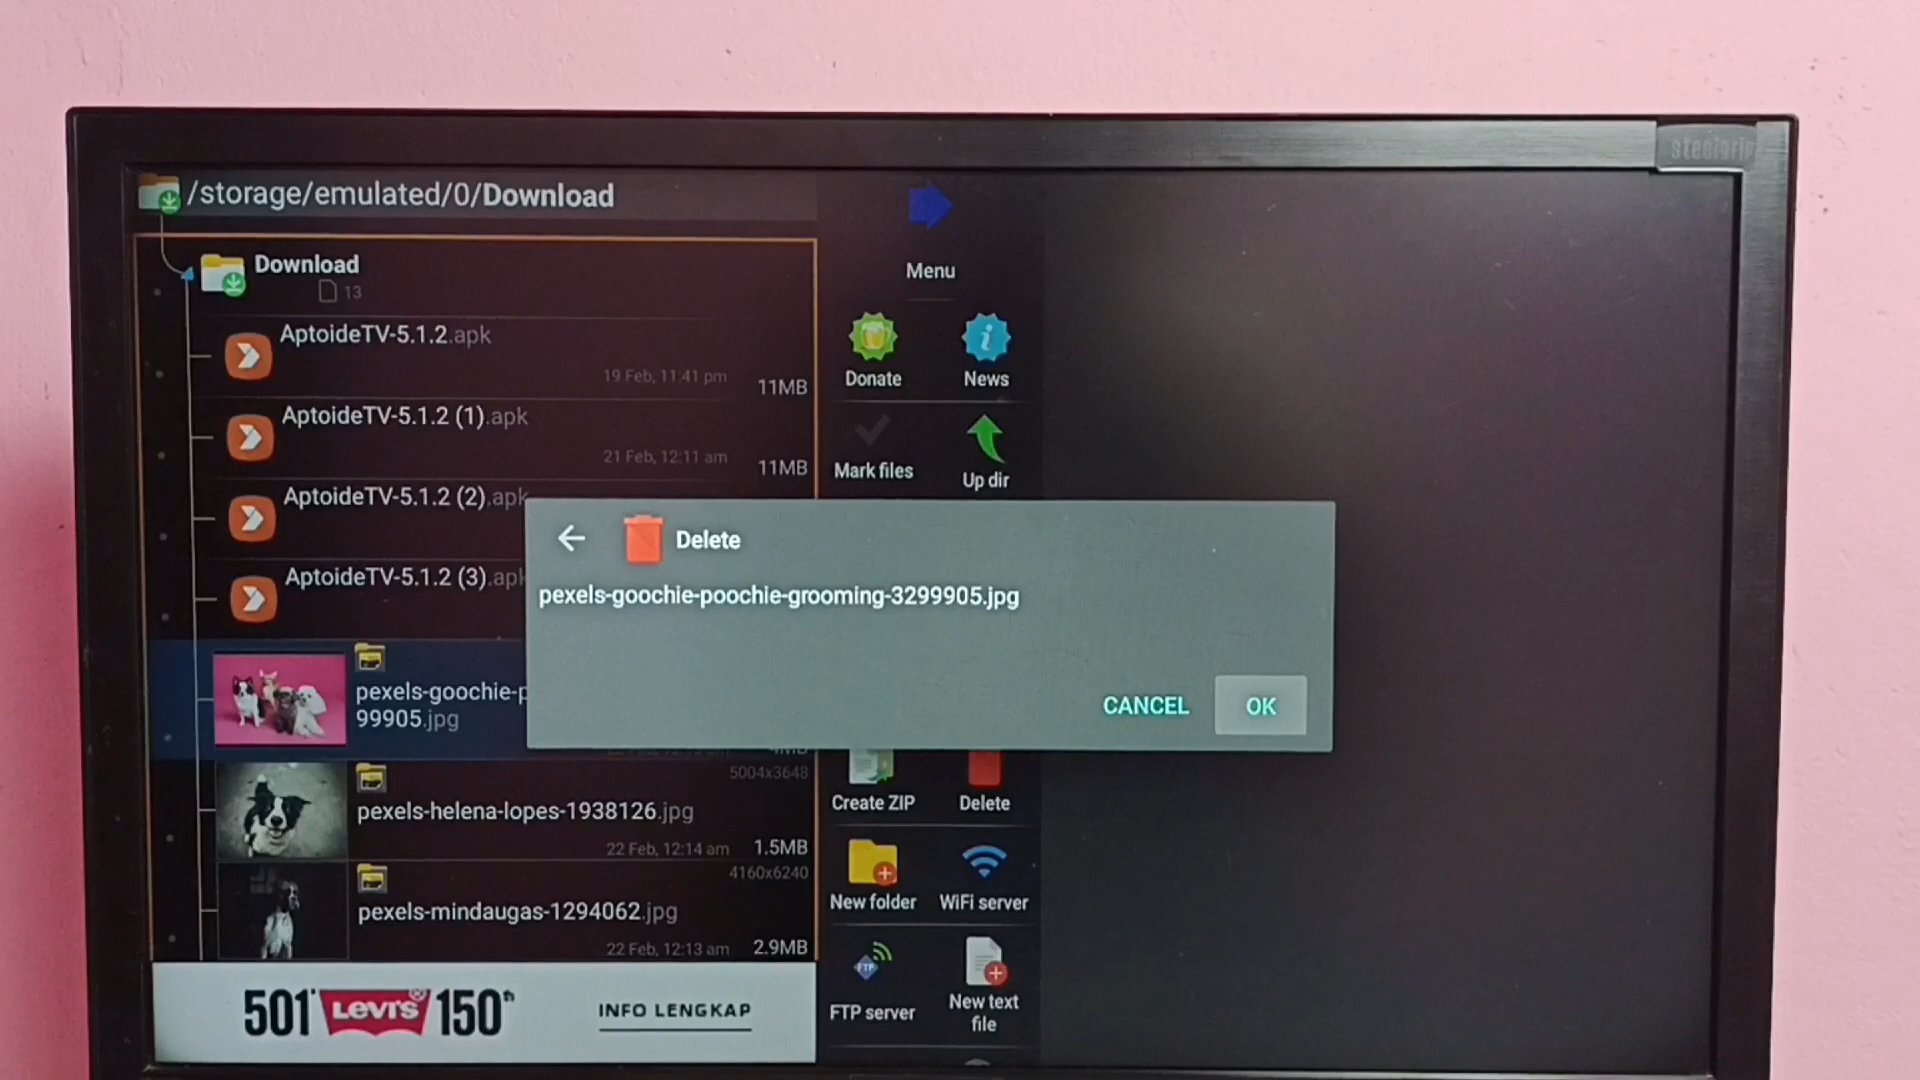 steelseries
/storage/emulated/0/Download
Download
13
AptoideTV-5.1.2.apk
19 Feb, 11:41 pm
11MB
AptoideTV-5.1.2 (1).apk
21 Feb, 12:11 am
11MB
AptoideTV-5.1.2 (2).apk
AptoideTV-5.1.2 (3).apk
pexels-goochie-p
99905.jpg
4MB
5004x3648
pexels-helena-lopes-1938126.jpg
22 Feb, 12:14 am
1.5MB
4160x6240
pexels-mindaugas-1294062.jpg
22 Feb, 12:13 am
2.9MB
501 Levi's 150th
INFO LENGKAP
Menu
Donate
News
Mark files
Up dir
Delete
pexels-goochie-poochie-grooming-3299905.jpg
CANCEL
OK
Create ZIP
Delete
New folder
WiFi server
FTP
FTP server
New text
file